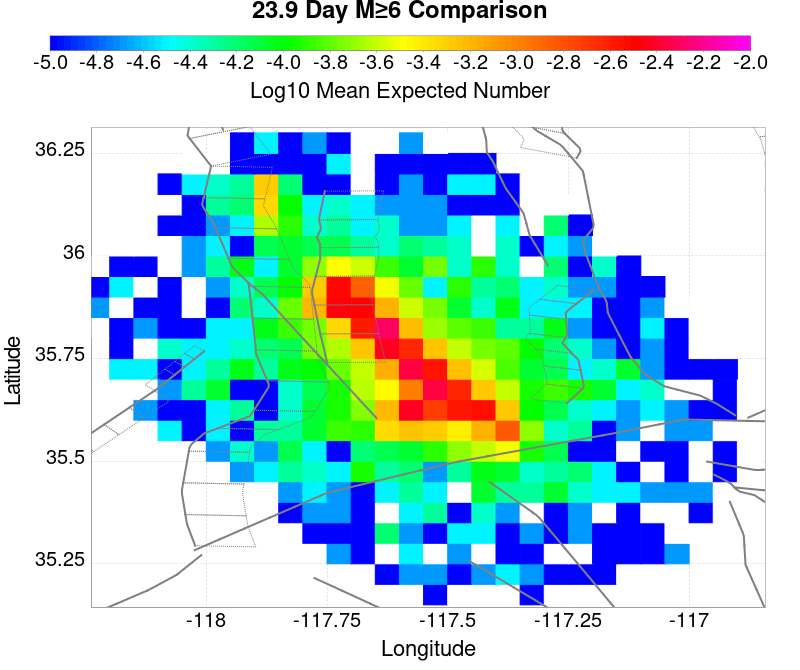 23.9 Day M≥6 Comparison
-5.0 -4.8 -4.6 -4.4 -4.2 -4.0 -3.8 -3.6 -3.4 -3.2 -3.0 -2.8 -2.6 -2.4 -2.2 -2.0
Log10 Mean Expected Number
36.25
36
35.75
35.5
35.25
Latitude
-118 -117.75 -117.5 -117.25 -117
Longitude